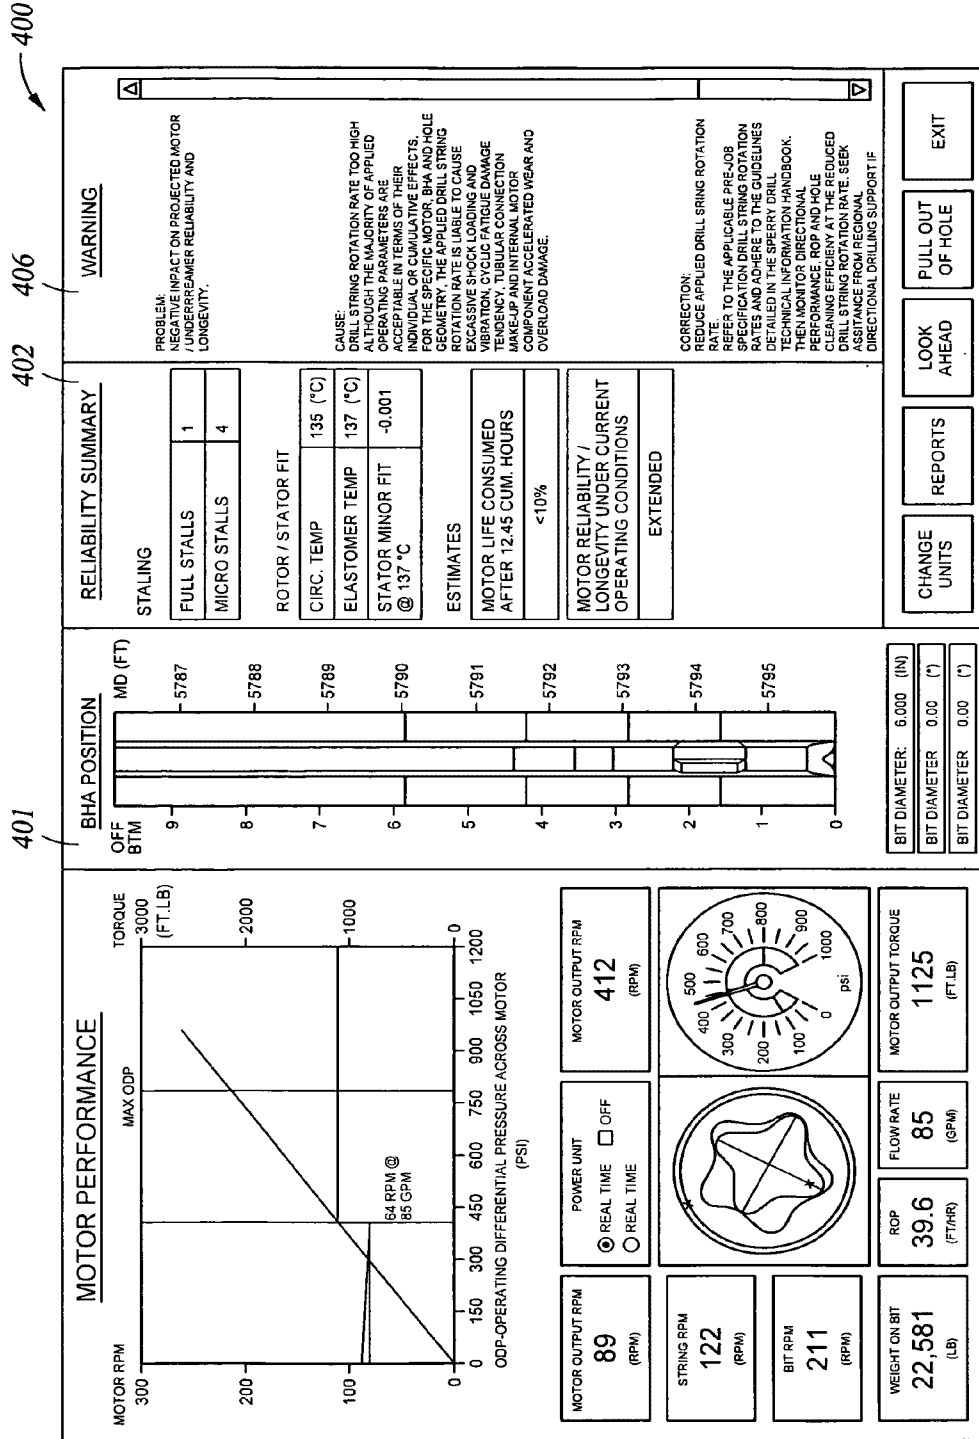 400
401
402
406
MOTOR PERFORMANCE
MOTOR RPM
MAX ODP
TORQUE
300
200
100
0
3000
(FT.LB)
2000
1000
0
64 RPM @
85 GPM
0 150 300 450 600 750 900 1050 1200
ODP-OPERATING DIFFERENTIAL PRESSURE ACROSS MOTOR
(PSI)
MOTOR OUTPUT RPM
89
(RPM)
POWER UNIT
REAL TIME
OFF
REAL TIME
MOTOR OUTPUT RPM
412
(RPM)
STRING RPM
122
(RPM)
BIT RPM
211
(RPM)
0 100 200 300 400 500 600 700 800 900 1000
psi
WEIGHT ON BIT
22,581
(LB)
ROP
39.6
(FT/HR)
FLOW RATE
85
(GPM)
MOTOR OUTPUT TORQUE
1125
(FT.LB)
BHA POSITION
OFF
BTM
MD (FT)
9
8
7
6
5
4
3
2
1
0
5787
5788
5789
5790
5791
5792
5793
5794
5795
BIT DIAMETER: 6.000 (IN)
BIT DIAMETER 0.00 (")
BIT DIAMETER 0.00 (")
RELIABILITY SUMMARY
STALING
FULL STALLS 1
MICRO STALLS 4
ROTOR / STATOR FIT
CIRC. TEMP 135 (°C)
ELASTOMER TEMP 137 (°C)
STATOR MINOR FIT
@ 137 °C
-0.001
ESTIMATES
MOTOR LIFE CONSUMED
AFTER 12.45 CUM. HOURS
<10%
MOTOR RELIABILITY /
LONGEVITY UNDER CURRENT
OPERATING CONDITIONS
EXTENDED
WARNING
PROBLEM:
NEGATIVE INPACT ON PROJECTED MOTOR
/ UNDERRREAMER RELIABILITY AND
LONGEVITY.
CAUSE:
DRILL STRING ROTATION RATE TOO HIGH
ALTHOUGH THE MAJORITY OF APPLIED
OPERATING PARAMETERS ARE
ACCEPTABLE IN TERMS OF THEIR
INDIVIDUAL OR CUMULATIVE EFFECTS,
FOR THE SPECIFIC MOTOR, BHA AND HOLE
GEOMETRY, THE APPLIED DRILL STRING
ROTATION RATE IS LIABLE TO CAUSE
EXCASSIVE SHOCK LOADING AND
VIBRATION, CYCLIC FATIGUE DAMAGE
TENDENCY, TUBULAR CONNECTION
MAKE-UP AND INTERNAL MOTOR
COMPONENT ACCELERATED WEAR AND
OVERLOAD DAMAGE.
CORRECTION:
REDUCE APPLIED DRILL SRING ROTATION
RATE.
REFER TO THE APPLICABLE PRE-JOB
SPECIFICATION DRILL STRING ROTATION
RATES AND ADHERE TO THE GUIDELINES
DETAILED IN THE SPERRY DRILL
TECHNICAL INFORMATION HANDBOOK.
THEN MONITOR DIRECTIONAL
PERFORMANCE, ROP AND HOLE
CLEANING EFFICIENY AT THE REDUCED
DRILL STRING ROTATION RATE. SEEK
ASSITANCE FROM REGIONAL
DIRECTIONAL DRILLING SUPPORT IF
CHANGE
UNITS
REPORTS
LOOK
AHEAD
PULL OUT
OF HOLE
EXIT